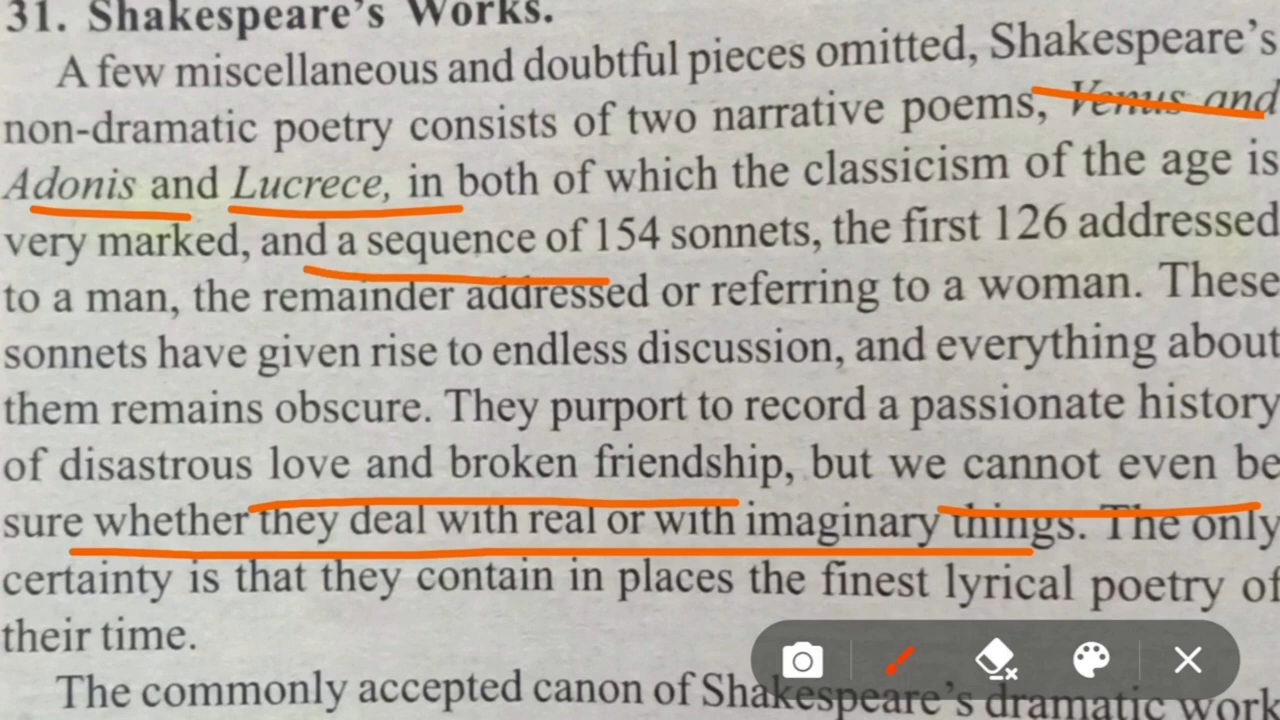 31. Shakespeare's Works.
A few miscellaneous and doubtful pieces omitted, Shakespeare's
non-dramatic poetry consists of two narrative poems, Venus and
Adonis and Lucrece, in both of which the classicism of the age is
very marked, and a sequence of 154 sonnets, the first 126 addressed
to a man, the remainder addressed or referring to a woman. These
sonnets have given rise to endless discussion, and everything about
them remains obscure. They purport to record a passionate history
of disastrous love and broken friendship, but we cannot even be
sure whether they deal with real or with imaginary things. The only
certainty is that they contain in places the finest lyrical poetry of
their time.
The commonly accepted canon of Shakespeare's dramatic work